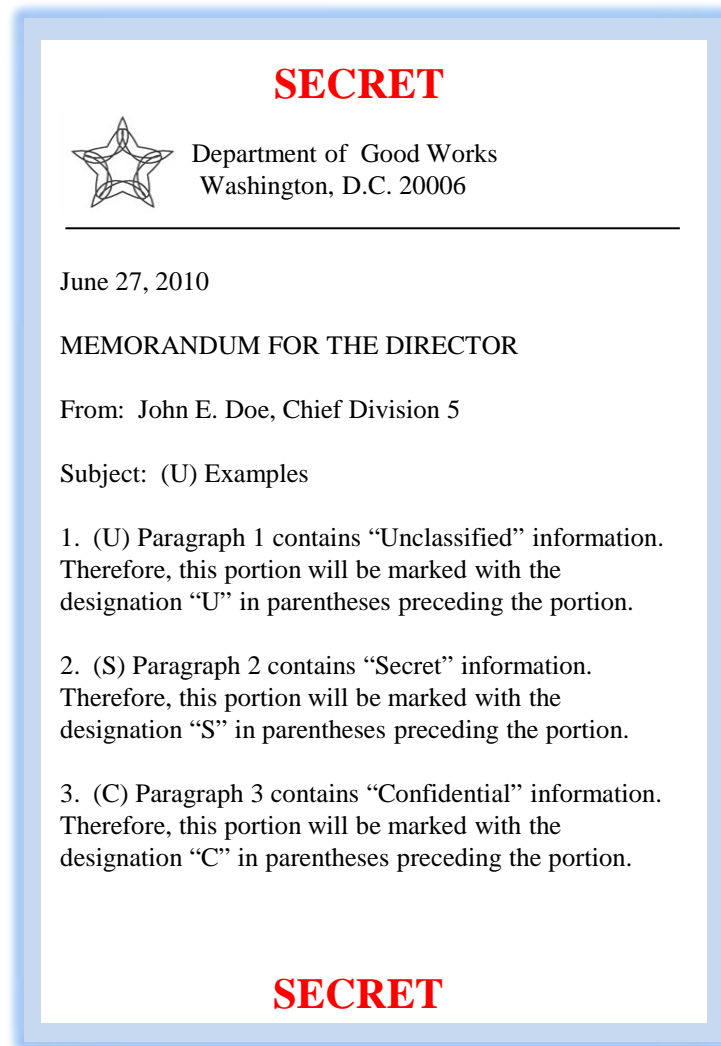 SECRET
Department of Good Works
Washington, D.C. 20006
June 27, 2010
MEMORANDUM FOR THE DIRECTOR
From: John E. Doe, Chief Division 5
Subject: (U) Examples
1. (U) Paragraph 1 contains “Unclassified” information.
Therefore, this portion will be marked with the
designation “U” in parentheses preceding the portion.
2. (S) Paragraph 2 contains “Secret” information.
Therefore, this portion will be marked with the
designation “S” in parentheses preceding the portion.
3. (C) Paragraph 3 contains “Confidential” information.
Therefore, this portion will be marked with the
designation “C” in parentheses preceding the portion.
SECRET